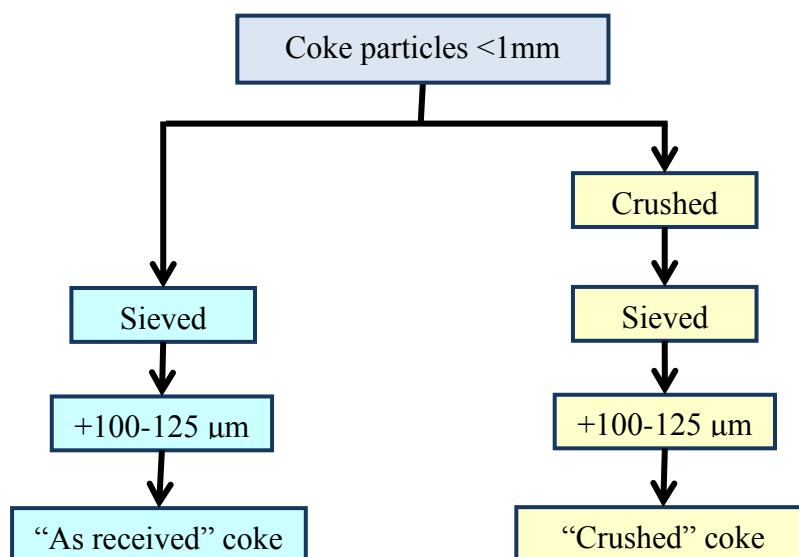 Coke particles <1mm
Crushed
Sieved
Sieved
+100-125 μm
+100-125 μm
“As received” coke
“Crushed” coke